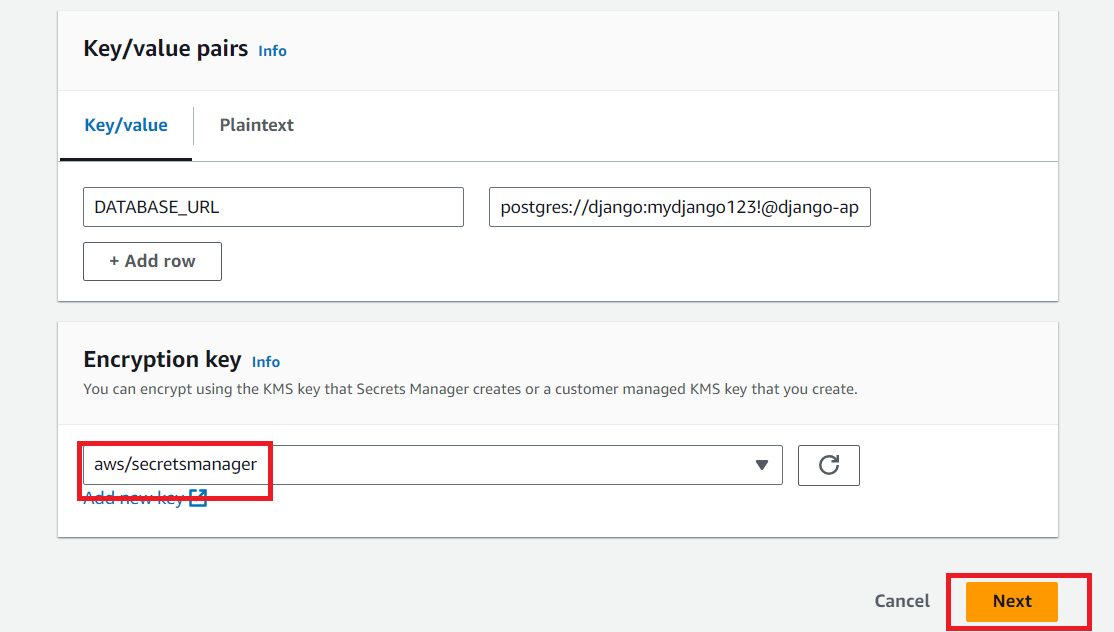 Key/value pairs Info
Key/value Plaintext
DATABASE_URL postgres://django:mydjango123!@django-ap
+ Add row
Encryption key Info
You can encrypt using the KMS key that Secrets Manager creates or a customer managed KMS key that you create.
aws/secretsmanager
Add new key
Cancel Next